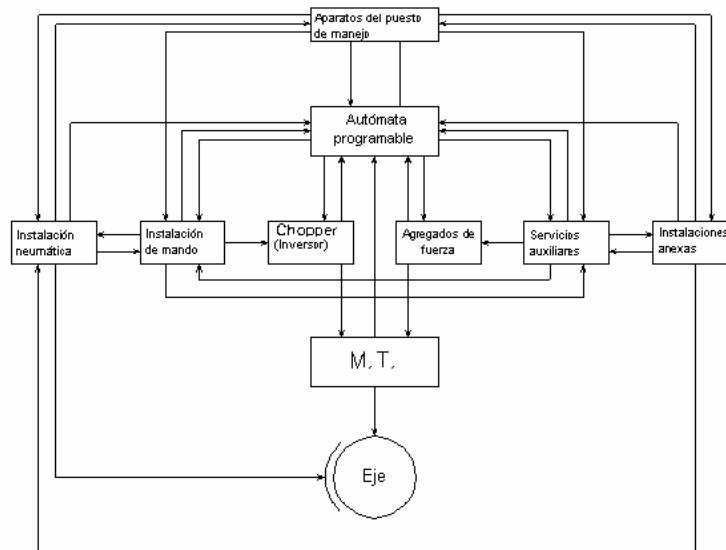 Aparatos del puesto
de manejo
Autómata
programable
Instalación
neumática
Instalación
de mando
Chopper
(Inversor)
Agregados de
fuerza
Servicios
auxiliares
Instalaciones
anexas
M. T.
Eje